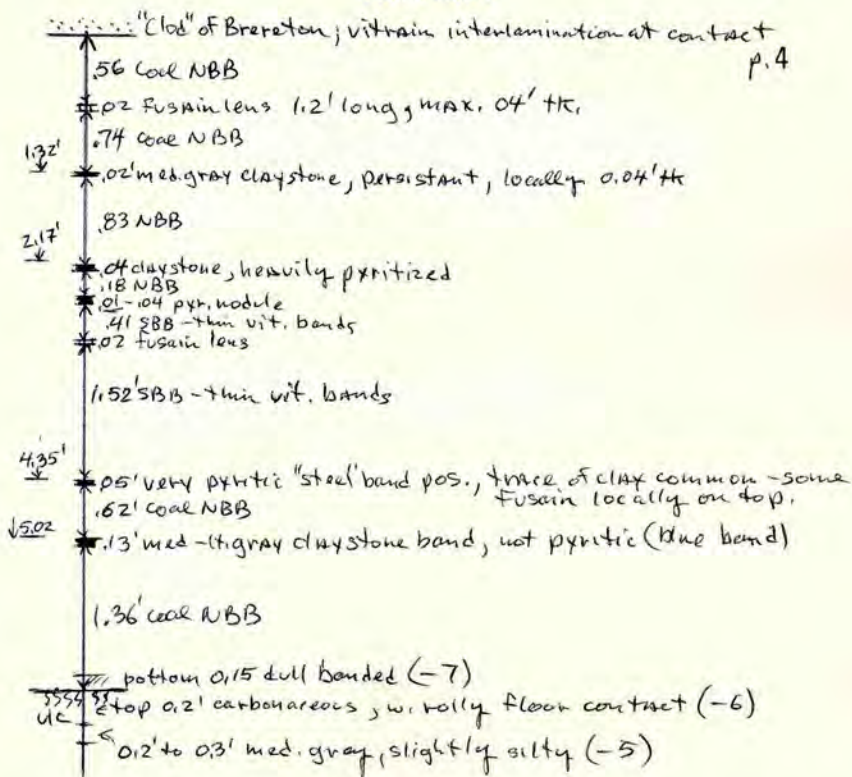 "Clod" of Brereton; vitrain interlamination at contact
p.4
.56 Coal NBB
.02 Fusain lens 1.2' long, max. 04' tk.
.74 coal NBB
1.32'
.02' med. gray claystone, persistant, locally 0.04' tk
.83 NBB
2.17'
.04 claystone, heavily pyritized
.18 NBB
.01-.04 pyr. nodule
.41 SBB - thin vit. bands
.02 fusain lens
1.52' SBB - thin vit. bands
4.35'
.05' very pyritic "steel" band pos., trace of clay common - some
fusain locally on top.
.62' coal NBB
↓5.02
.13' med - lt. gray claystone band, not pyritic (blue band)
1.36' coal NBB
bottom 0.15 dull banded (-7)
top 0.2' carbonareous, w. rolly floor contact (-6)
UC
0.2' to 0.3' med. gray, slightly silty (-5)